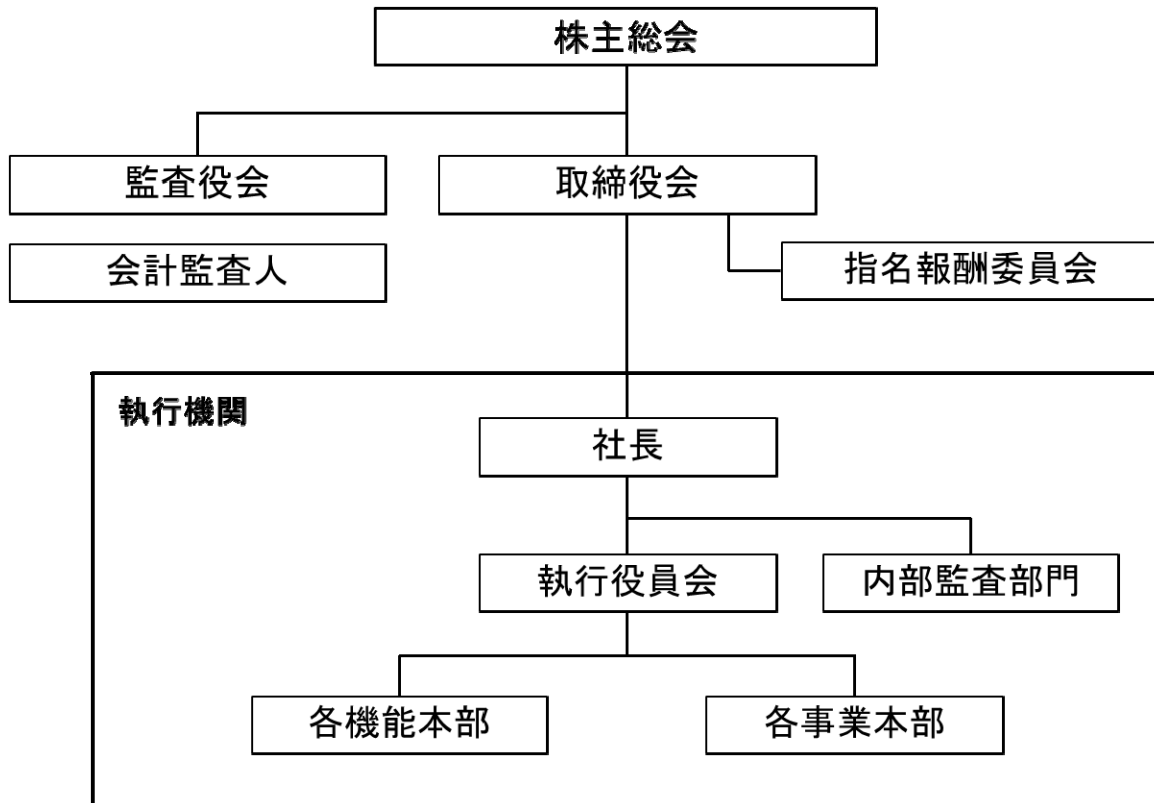 株主総会
監査役会
取締役会
会計監査人
指名報酬委員会
執行機関
社長
執行役員会
内部監査部門
各機能本部
各事業本部